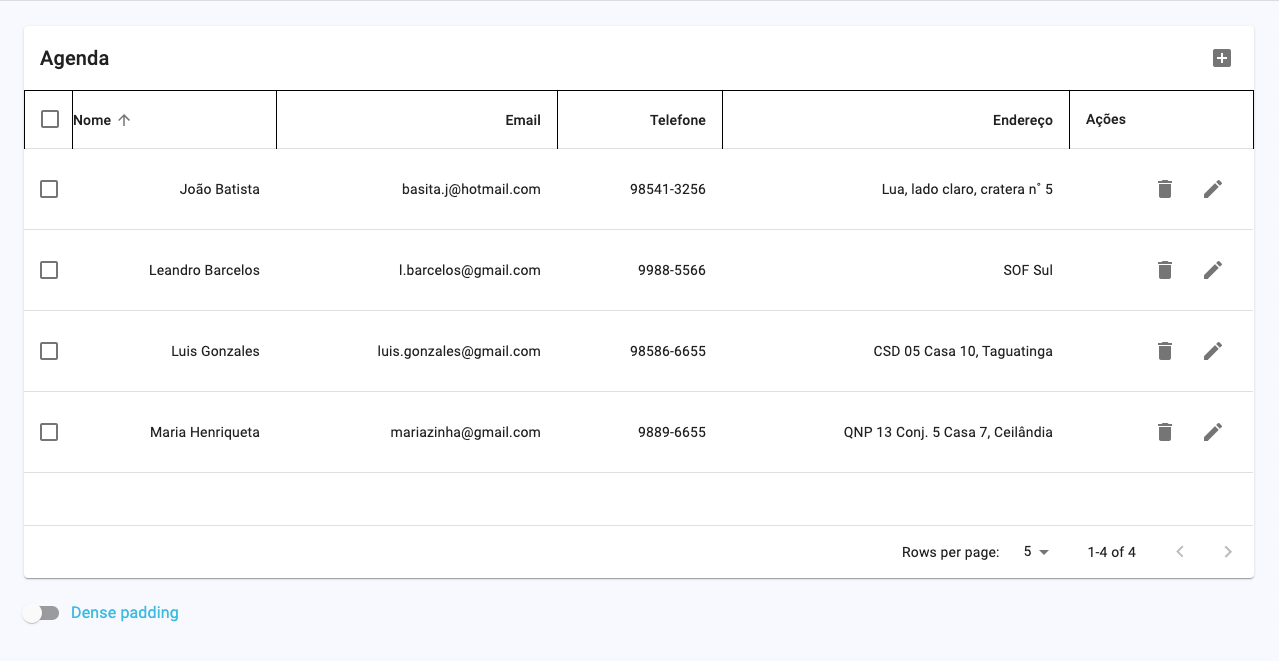 Agenda
Nome Email Telefone Endereço Ações
João Batista basita.j@hotmail.com 98541-3256 Lua, lado claro, cratera n° 5
Leandro Barcelos l.barcelos@gmail.com 9988-5566 SOF Sul
Luis Gonzales luis.gonzales@gmail.com 98586-6655 CSD 05 Casa 10, Taguatinga
Maria Henriqueta mariazinha@gmail.com 9889-6655 QNP 13 Conj. 5 Casa 7, Ceilândia
Rows per page: 5 1-4 of 4
Dense padding